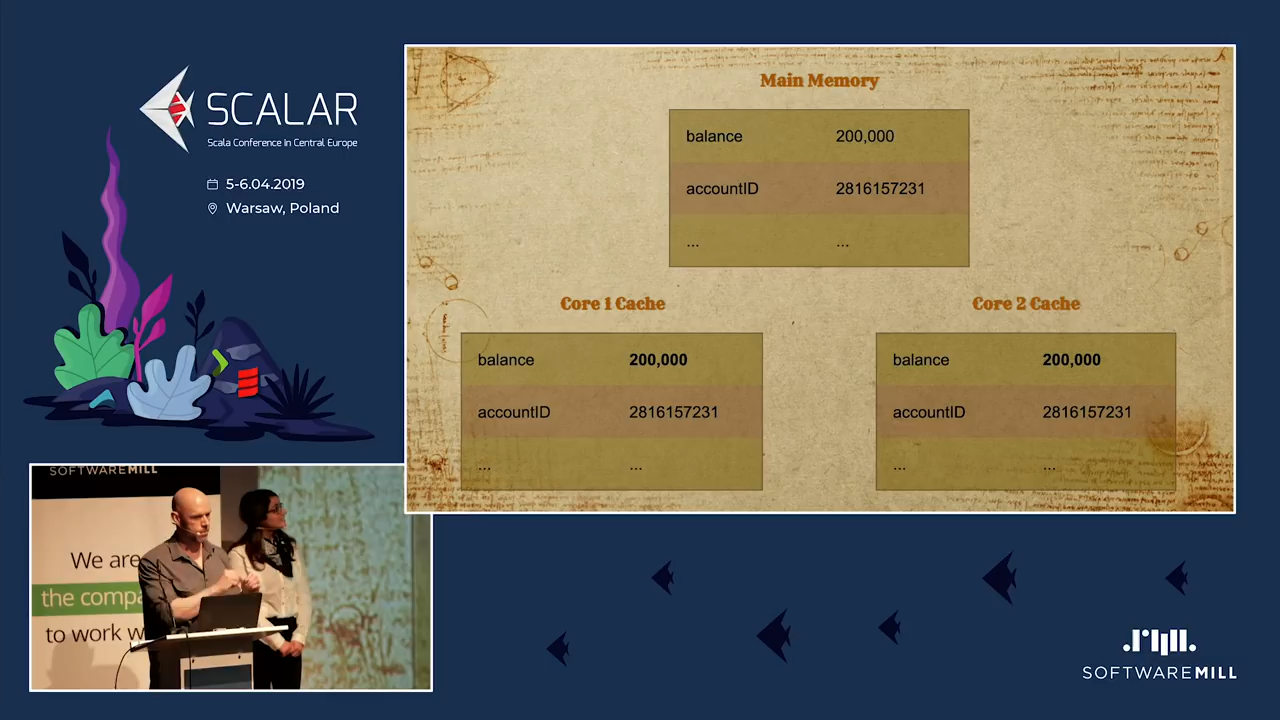 SCALAR
Scala Conference in Central Europe
5-6.04.2019
Warsaw, Poland
Main Memory
balance 200,000
accountID 2816157231
... ...
Core 1 Cache
balance 200,000
accountID 2816157231
... ...
Core 2 Cache
balance 200,000
accountID 2816157231
... ...
SOFTWAREMILL
We are
the compa
to work w
SOFTWAREMILL